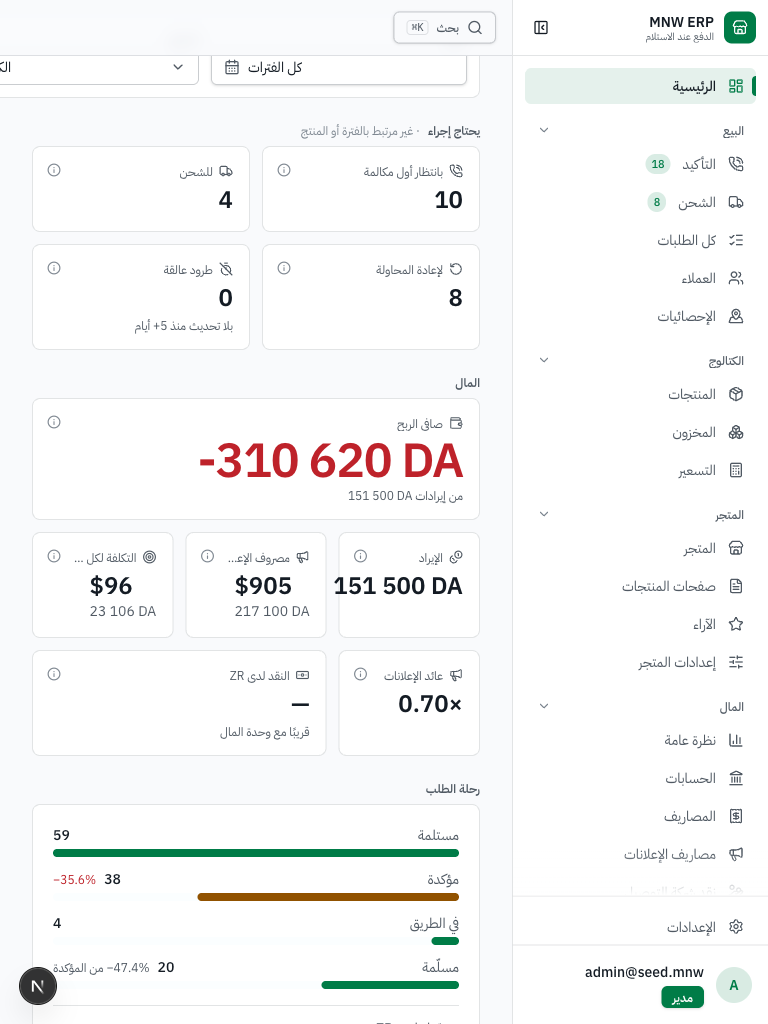 MNW ERP
الدفع عند الاستلام
الرئيسية
البيع
التأكيد 18
الشحن 8
كل الطلبات
العملاء
الإحصائيات
الكتالوج
المنتجات
المخزون
التسعير
المتجر
المتجر
صفحات المنتجات
الآراء
إعدادات المتجر
المال
نظرة عامة
الحسابات
المصاريف
مصاريف الإعلانات
الإعدادات
admin@seed.mnw
A
مدير
بحث ⌘K
كل الفترات
يحتاج إجراء · غير مرتبط بالفترة أو المنتج
بانتظار أول مكالمة
10
للشحن
4
لإعادة المحاولة
8
طرود عالقة
0
بلا تحديث منذ 5+ أيام
المال
صافي الربح
-310 620 DA
من إيرادات 151 500 DA
الإيراد
151 500 DA
مصروف الإع...
$905
217 100 DA
التكلفة لكل ...
$96
23 106 DA
عائد الإعلانات
0.70×
النقد لدى ZR
—
قريبًا مع وحدة المال
رحلة الطلب
مستلمة 59
مؤكدة 38 −35.6%
في الطريق 4
مسلّمة 20 −47.4% من المؤكدة
N